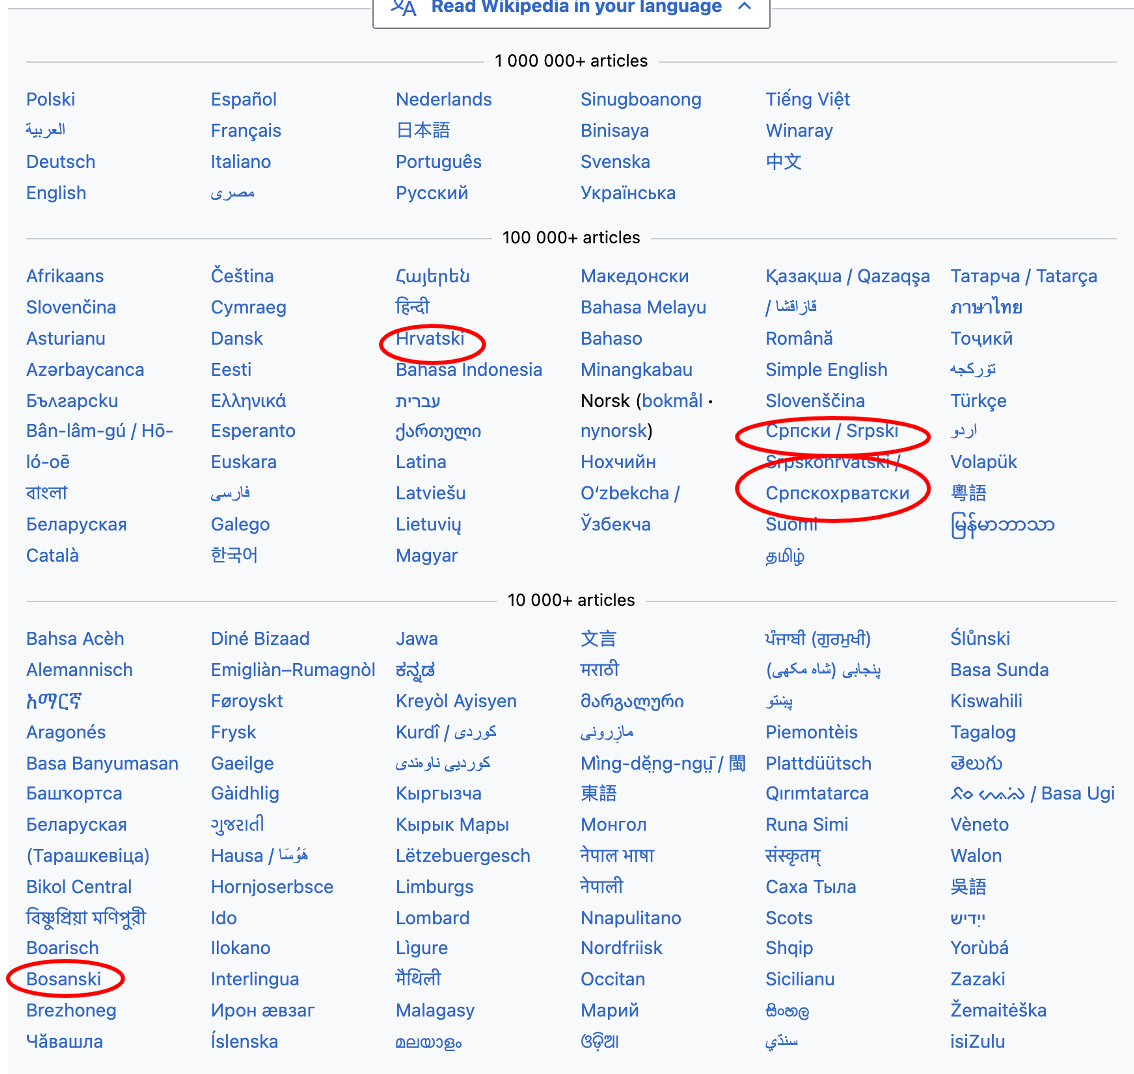 Read Wikipedia in your language
1 000 000+ articles
Polski
العربية
Deutsch
English
Español
Français
Italiano
مصرى
Nederlands
日本語
Português
Русский
Sinugboanong
Binisaya
Svenska
Українська
Tiếng Việt
Winaray
中文
100 000+ articles
Afrikaans
Slovenčina
Asturianu
Azərbaycanca
Български
Bân-lâm-gú / Hō-
ló-oē
বাংলা
Беларуская
Català
Čeština
Cymraeg
Dansk
Eesti
Ελληνικά
Esperanto
Euskara
فارسی
Galego
한국어
Հայերեն
हिन्दी
Hrvatski
Bahasa Indonesia
עברית
ქართული
Latina
Latviešu
Lietuvių
Magyar
Македонски
Bahasa Melayu
Bahaso
Minangkabau
Norsk (bokmål ·
nynorsk)
Нохчийн
Oʻzbekcha /
Ўзбекча
Қазақша / Qazaqşa
/ قازاقشا
Română
Simple English
Slovenščina
Српски / Srpski
Srpskohrvatski /
Српскохрватски
Suomi
தமிழ்
Татарча / Tatarça
ภาษาไทย
Тоҷикӣ
تۆرکجه
Türkçe
اردو
Volapük
粵語
မြန်မာဘာသာ
10 000+ articles
Bahsa Acèh
Alemannisch
አማርኛ
Aragonés
Basa Banyumasan
Башҡортса
Беларуская
(Тарашкевіца)
Bikol Central
বিষ্ণুপ্রিয়া মণিপুরী
Boarisch
Bosanski
Brezhoneg
Чӑвашла
Diné Bizaad
Emigliàn–Rumagnòl
Føroyskt
Frysk
Gaeilge
Gàidhlig
ગુજરાતી
Hausa / هَوُسَا
Hornjoserbsce
Ido
Ilokano
Interlingua
Ирон æвзаг
Íslenska
Jawa
ಕನ್ನಡ
Kreyòl Ayisyen
Kurdî / كوردی
کوردیی ناوەندی
Кыргызча
Кырык Мары
Lëtzebuergesch
Limburgs
Lombard
Lìgure
मैथिली
Malagasy
മലയാളം
文言
मराठी
მარგალური
مازِرونی
Mìng-dĕ̤ng-ngṳ̄ / 閩
東語
Монгол
नेपाल भाषा
नेपाली
Nnapulitano
Nordfriisk
Occitan
Марий
ଓଡ଼ିଆ
ਪੰਜਾਬੀ (ਗੁਰਮੁਖੀ)
پنجابی (شاہ مکھی)
پښتو
Piemontèis
Plattdüütsch
Qırımtatarca
Runa Simi
संस्कृतम्
Саха Тыла
Scots
Shqip
Sicilianu
සිංහල
سنڌي
Ślůnski
Basa Sunda
Kiswahili
Tagalog
తెలుగు
ᨅᨔ ᨕᨙᨁᨗ / Basa Ugi
Vèneto
Walon
吳語
ייִדיש
Yorùbá
Zazaki
Žemaitėška
isiZulu